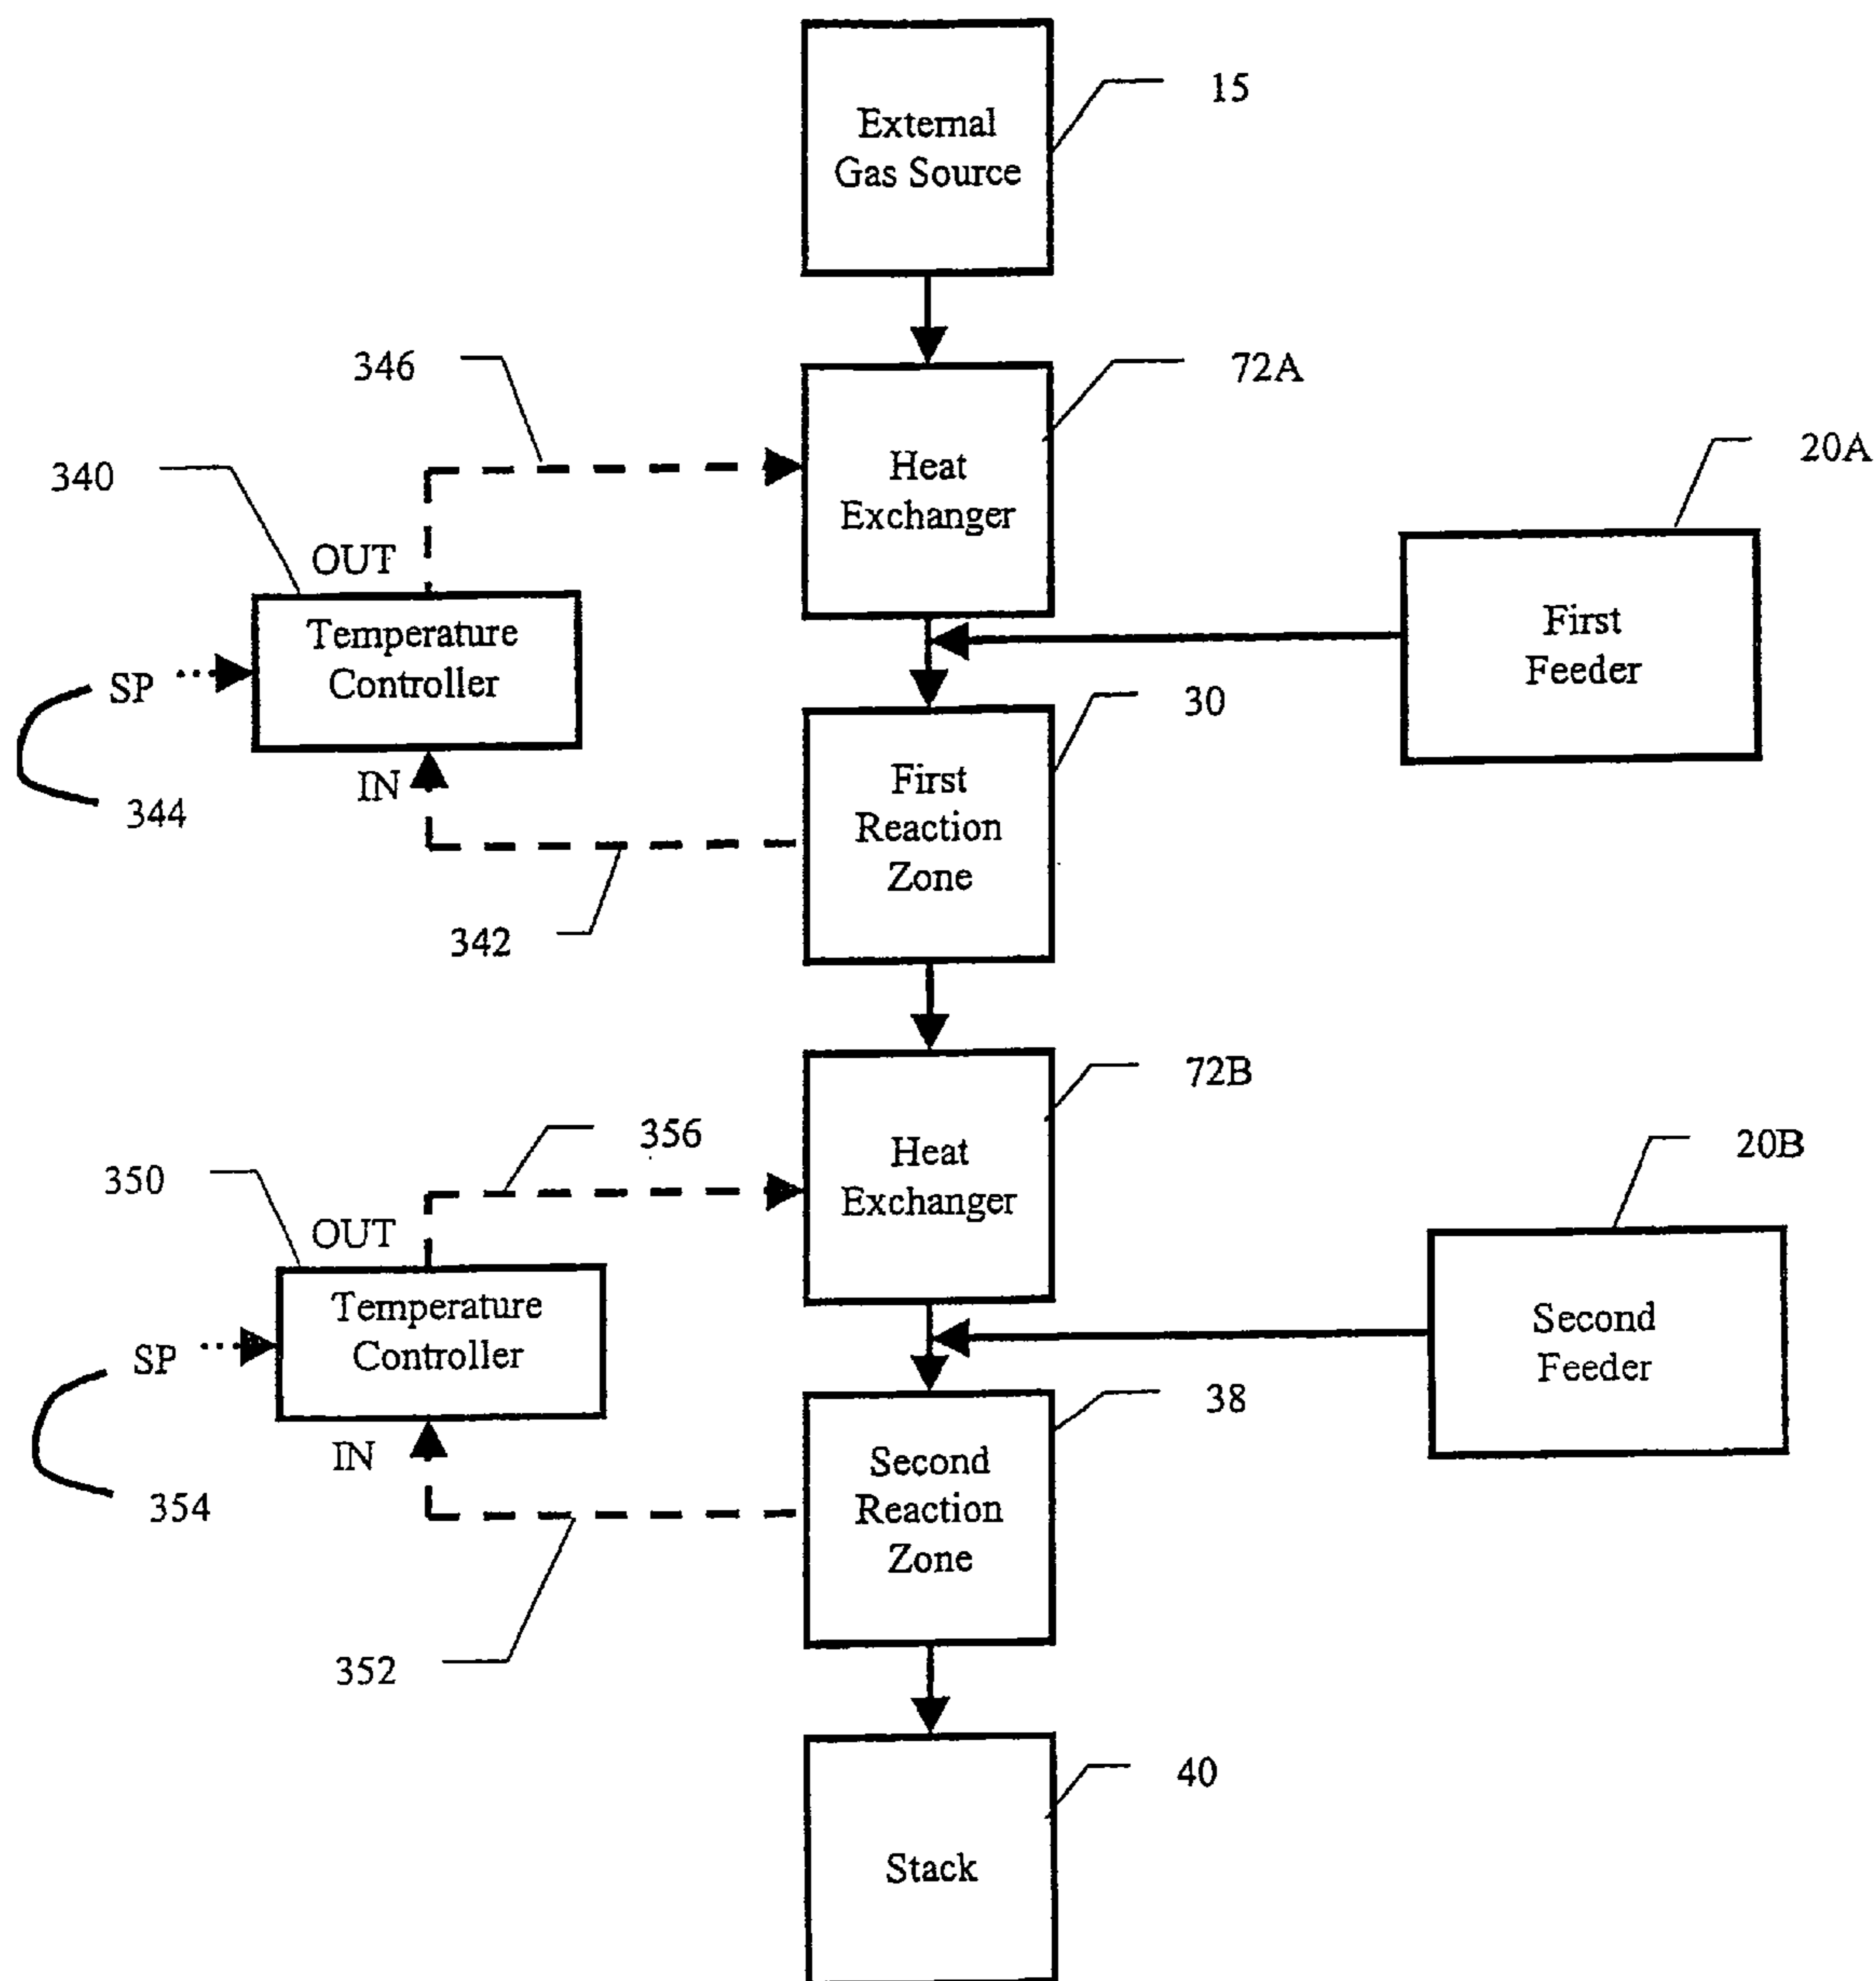 External
Gas Source
15
346
72A
Heat
Exchanger
20A
340
OUT
Temperature
Controller
First
Feeder
SP
30
344
IN
First
Reaction
Zone
342
72B
356
Heat
Exchanger
20B
350
OUT
Temperature
Controller
Second
Feeder
SP
38
354
IN
Second
Reaction
Zone
352
40
Stack